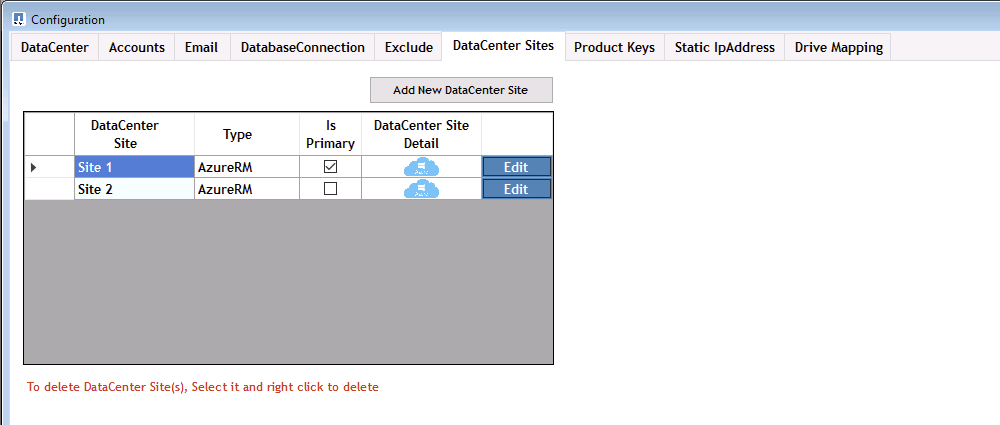 Configuration
DataCenter Accounts Email DatabaseConnection Exclude DataCenter Sites Product Keys Static IpAddress Drive Mapping
Add New DataCenter Site
DataCenter Site Type Is Primary DataCenter Site Detail
Site 1 AzureRM Edit
Site 2 AzureRM Edit
To delete DataCenter Site(s), Select it and right click to delete